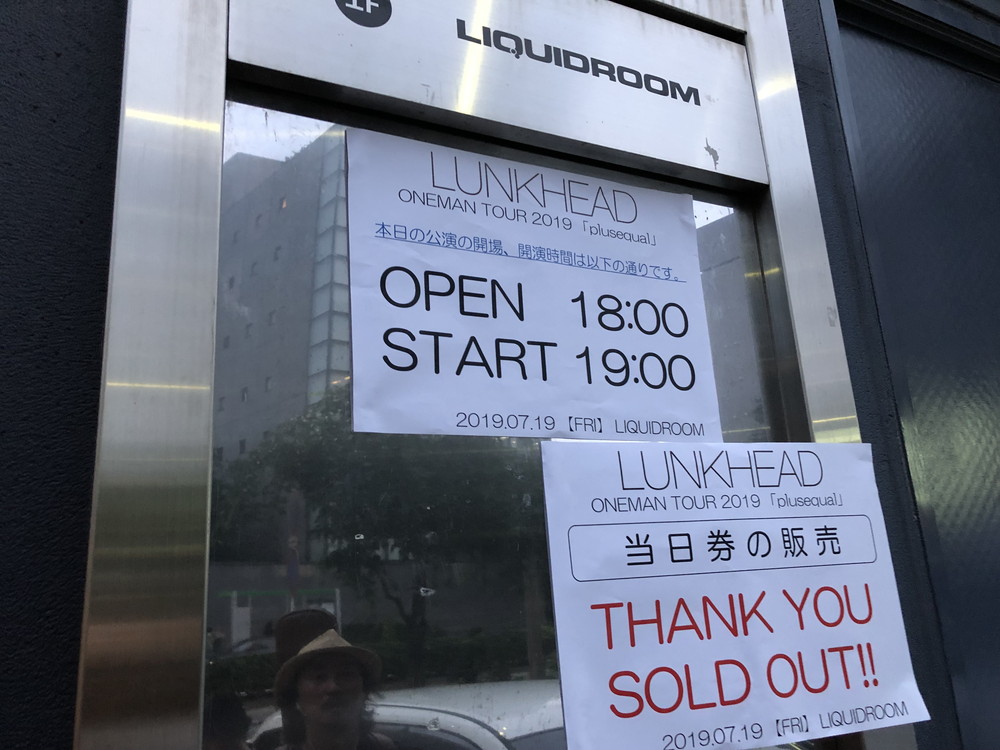 1F
LIQUIDROOM
LUNKHEAD
ONEMAN TOUR 2019「plusequal」
本日の公演の開場、開演時間は以下の通りです。
OPEN 18:00
START 19:00
2019.07.19【FRI】LIQUIDROOM
LUNKHEAD
ONEMAN TOUR 2019「plusequal」
当日券の販売
THANK YOU
SOLD OUT!!
2019.07.19【FRI】LIQUIDROOM